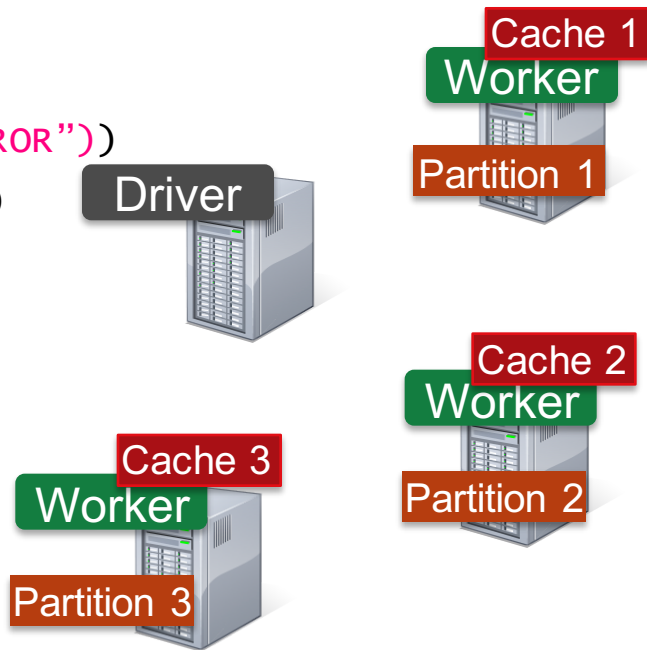 ROR”))
)
Driver
Cache 1
Worker
Partition 1
Cache 2
Worker
Partition 2
Cache 3
Worker
Partition 3